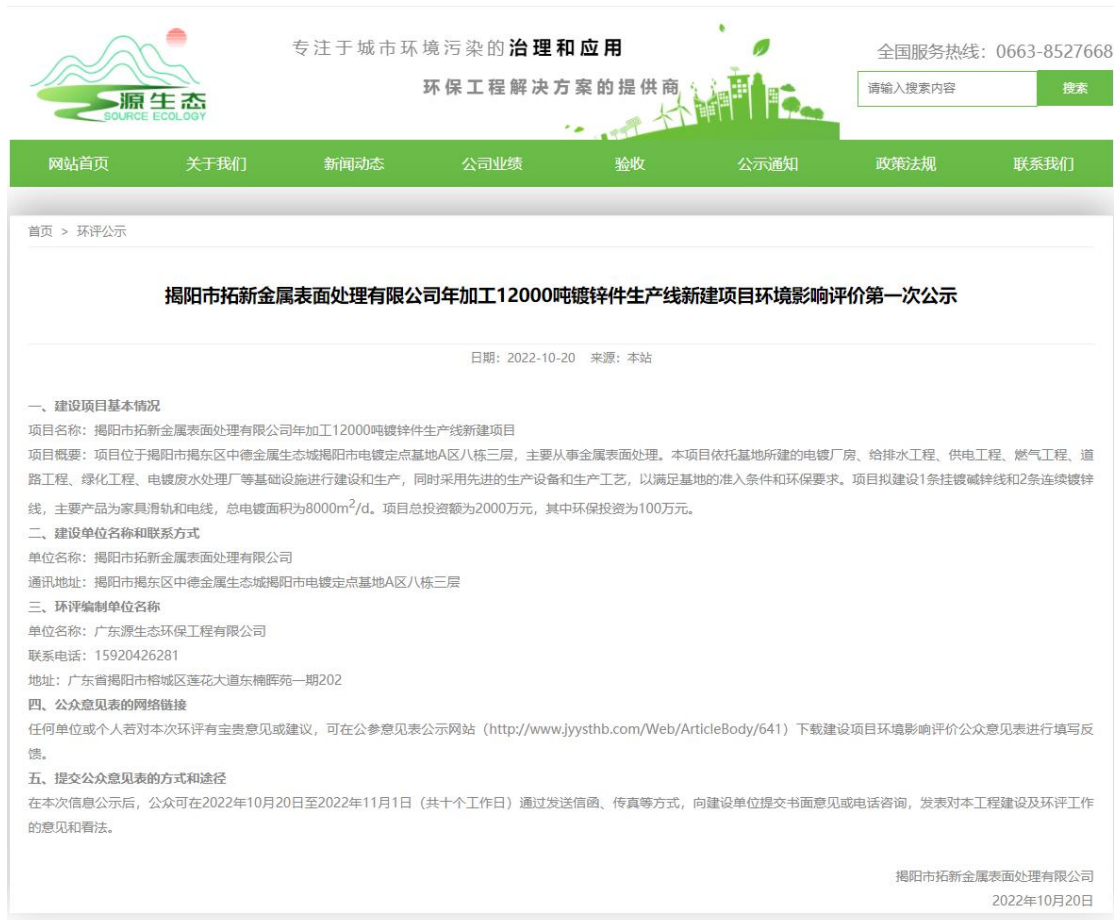 专注于城市环境污染的治理和应用
环保工程解决方案的提供商
全国服务热线：0663-8527668
源生态
SOURCE ECOLOGY
请输入搜索内容
搜索
网站首页 关于我们 新闻动态 公司业绩 验收 公示通知 政策法规 联系我们
首页 > 环评公示
揭阳市拓新金属表面处理有限公司年加工12000吨镀锌件生产线新建项目环境影响评价第一次公示
日期：2022-10-20 来源：本站
一、建设项目基本情况
项目名称：揭阳市拓新金属表面处理有限公司年加工12000吨镀锌件生产线新建项目
项目概要：项目位于揭阳市揭东区中德金属生态城揭阳市电镀定点基地A区八栋三层，主要从事金属表面处理。本项目依托基地所建的电镀厂房、给排水工程、供电工程、燃气工程、道
路工程、绿化工程、电镀废水处理厂等基础设施进行建设和生产，同时采用先进的生产设备和生产工艺，以满足基地的准入条件和环保要求。项目拟建设1条挂镀碱锌线和2条连续镀锌
线，主要产品为家具滑轨和电线，总电镀面积为8000m²/d。项目总投资额为2000万元，其中环保投资为100万元。
二、建设单位名称和联系方式
单位名称：揭阳市拓新金属表面处理有限公司
通讯地址：揭阳市揭东区中德金属生态城揭阳市电镀定点基地A区八栋三层
三、环评编制单位名称
单位名称：广东源生态环保工程有限公司
联系电话：15920426281
地址：广东省揭阳市榕城区莲花大道东楠晖苑一期202
四、公众意见表的网络链接
任何单位或个人若对本次环评有宝贵意见或建议，可在公参意见表公示网站（http://www.jyysthb.com/Web/ArticleBody/641）下载建设项目环境影响评价公众意见表进行填写反
馈。
五、提交公众意见表的方式和途径
在本次信息公示后，公众可在2022年10月20日至2022年11月1日（共十个工作日）通过发送信函、传真等方式，向建设单位提交书面意见或电话咨询，发表对本工程建设及环评工作
的意见和看法。
揭阳市拓新金属表面处理有限公司
2022年10月20日